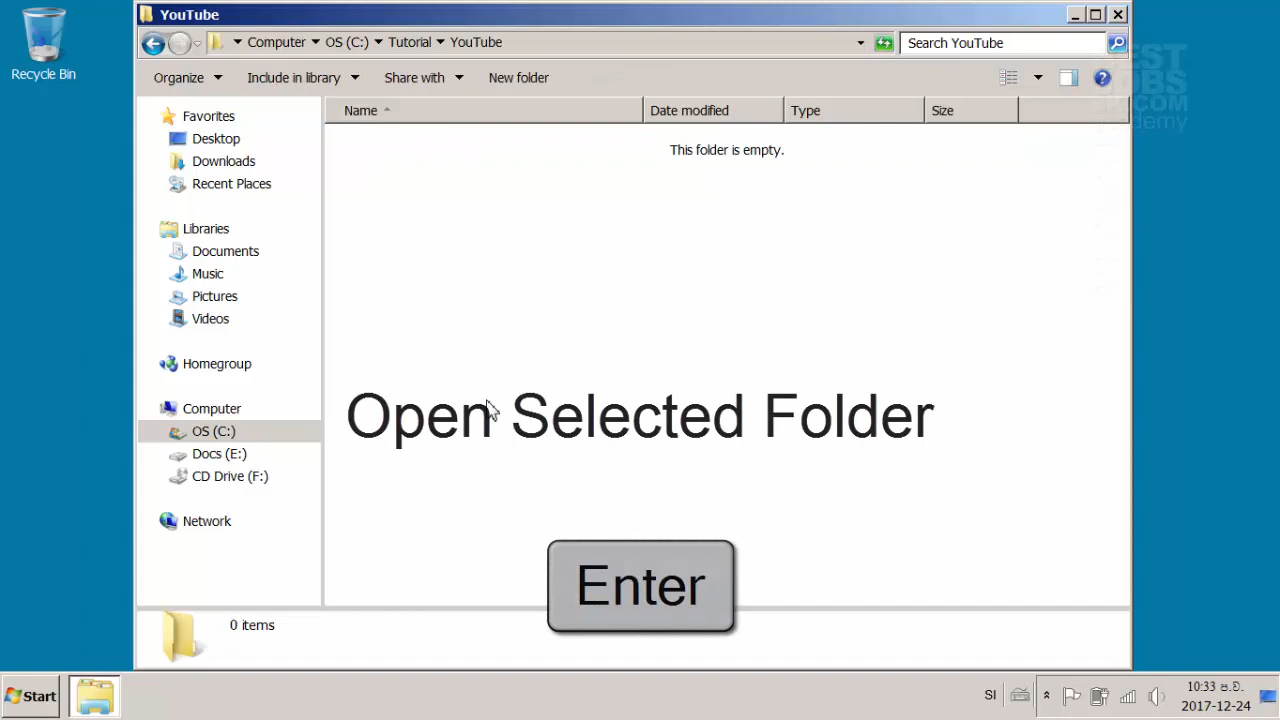 YouTube
Recycle Bin
Computer OS (C:) Tutorial YouTube
Search YouTube
Organize Include in library Share with New folder
Name Date modified Type Size
This folder is empty.
Favorites
Desktop
Downloads
Recent Places
Libraries
Documents
Music
Pictures
Videos
Homegroup
Computer
OS (C:)
Docs (E:)
CD Drive (F:)
Network
Open Selected Folder
Enter
0 items
Start
SI
10:33
2017-12-24